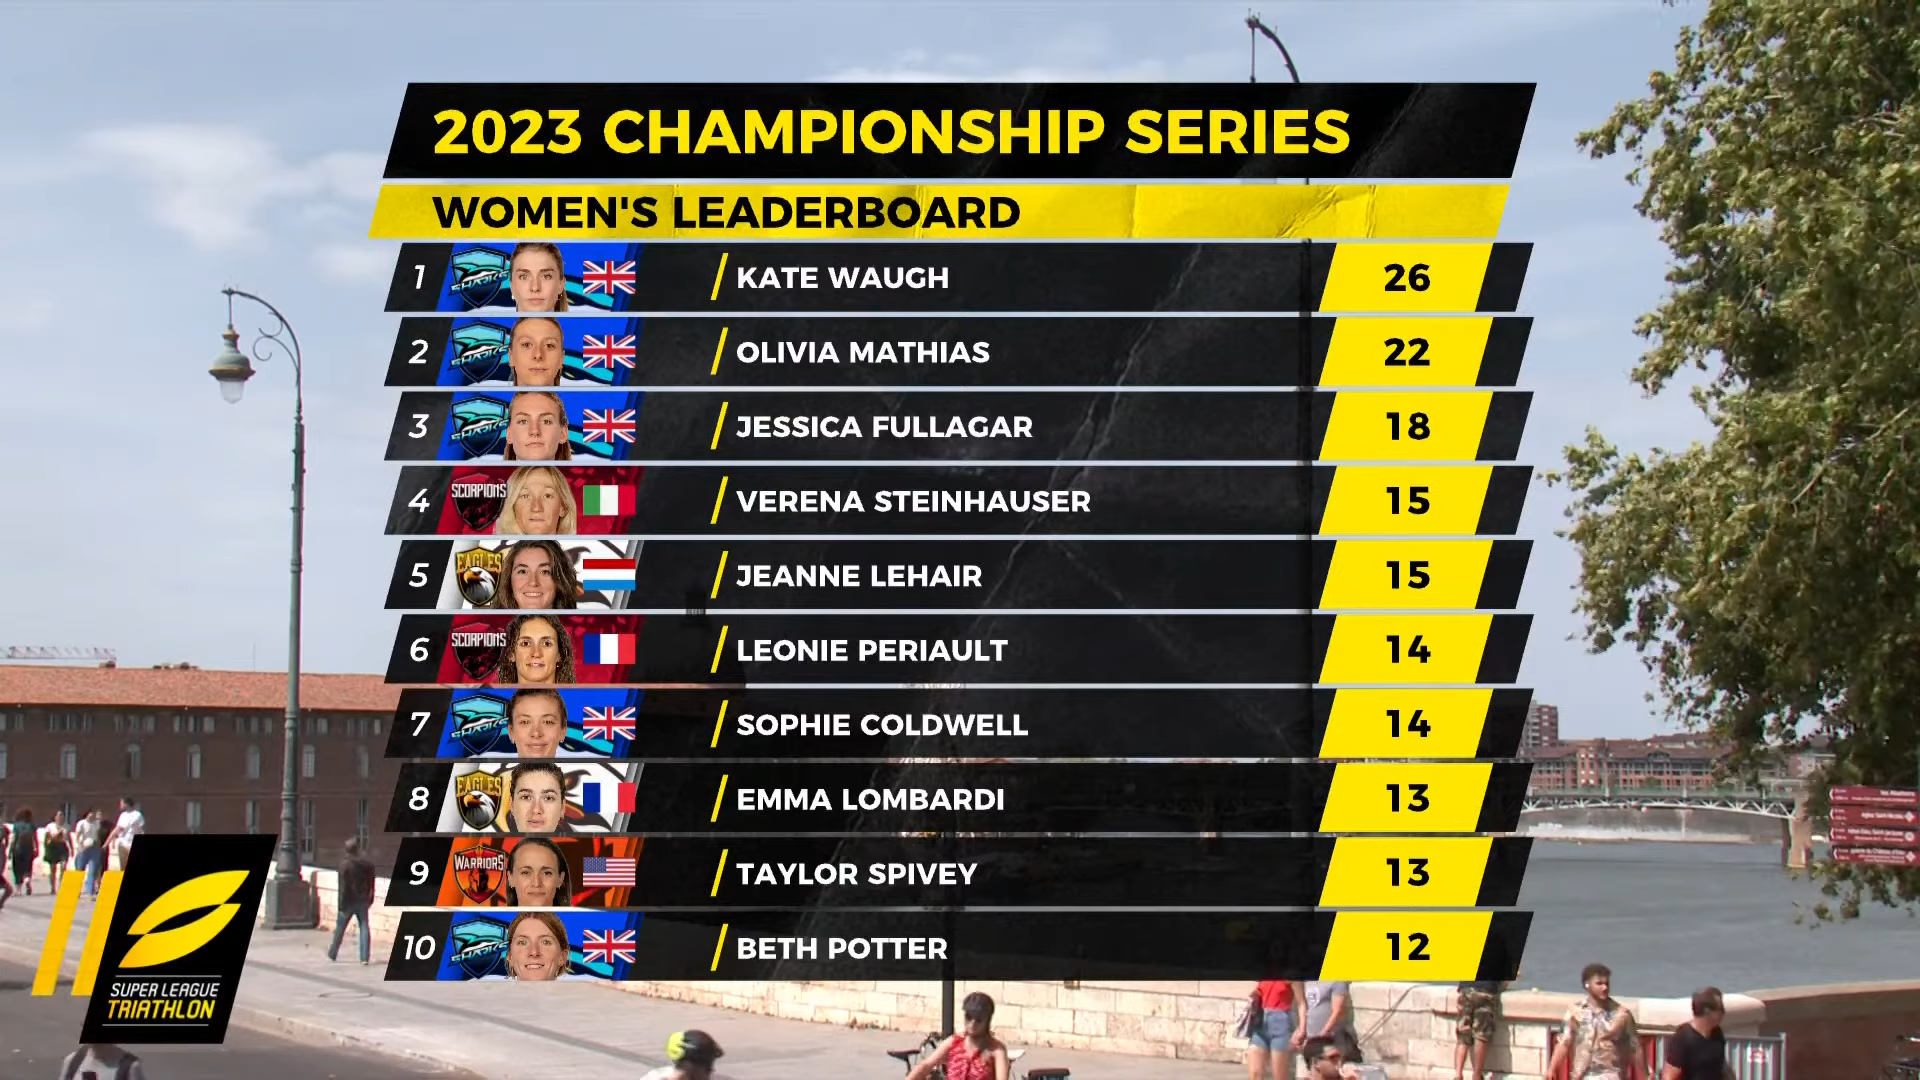 2023 CHAMPIONSHIP SERIES
WOMEN'S LEADERBOARD
1 SHARKS KATE WAUGH 26
2 SHARKS OLIVIA MATHIAS 22
3 SHARKS JESSICA FULLAGAR 18
4 SCORPIONS VERENA STEINHAUSER 15
5 EAGLES JEANNE LEHAIR 15
6 SCORPIONS LEONIE PERIAULT 14
7 SHARKS SOPHIE COLDWELL 14
8 EAGLES EMMA LOMBARDI 13
9 WARRIORS TAYLOR SPIVEY 13
10 SHARKS BETH POTTER 12
SUPER LEAGUE
TRIATHLON